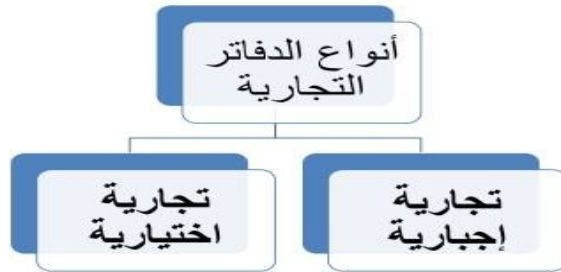 أنواع الدفاتر
التجارية
تجارية
إجبارية
تجارية
اختيارية